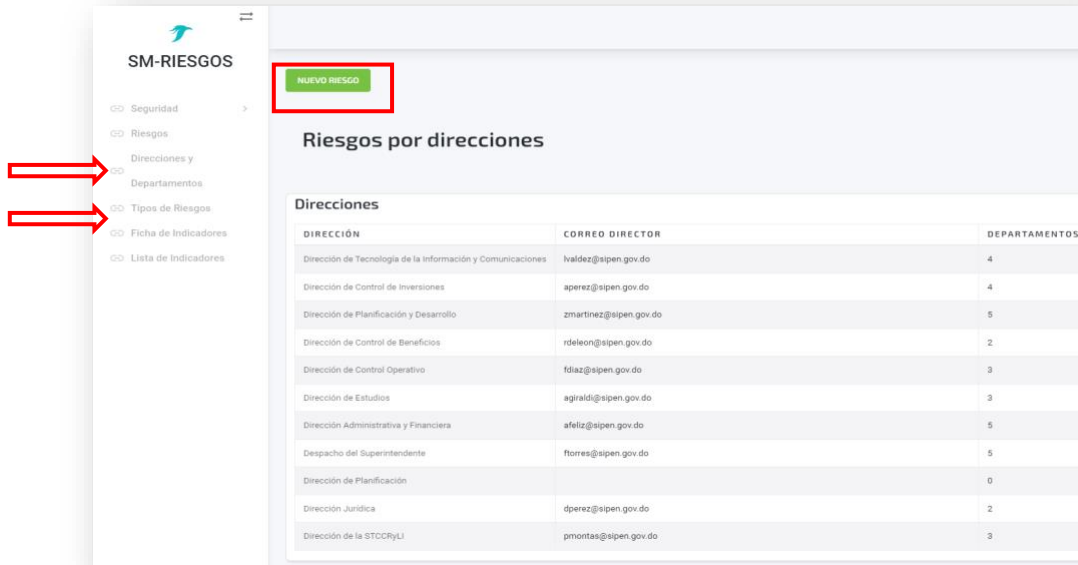 SM-RIESGOS
Seguridad
Riesgos
Direcciones y
Departamentos
Tipos de Riesgos
Ficha de Indicadores
Lista de Indicadores
NUEVO RIESGO
Riesgos por direcciones
Direcciones
DIRECCIÓN CORREO DIRECTOR DEPARTAMENTOS
Dirección de Tecnología de la Información y Comunicaciones lvaldez@sipen.gov.do 4
Dirección de Control de Inversiones aperez@sipen.gov.do 4
Dirección de Planificación y Desarrollo zmartinez@sipen.gov.do 5
Dirección de Control de Beneficios rdeleon@sipen.gov.do 2
Dirección de Control Operativo fdiaz@sipen.gov.do 3
Dirección de Estudios agiraldi@sipen.gov.do 3
Dirección Administrativa y Financiera afeliz@sipen.gov.do 5
Despacho del Superintendente ftorres@sipen.gov.do 5
Dirección de Planificación 0
Dirección Jurídica dperez@sipen.gov.do 2
Dirección de la STCCRyLI pmontas@sipen.gov.do 3